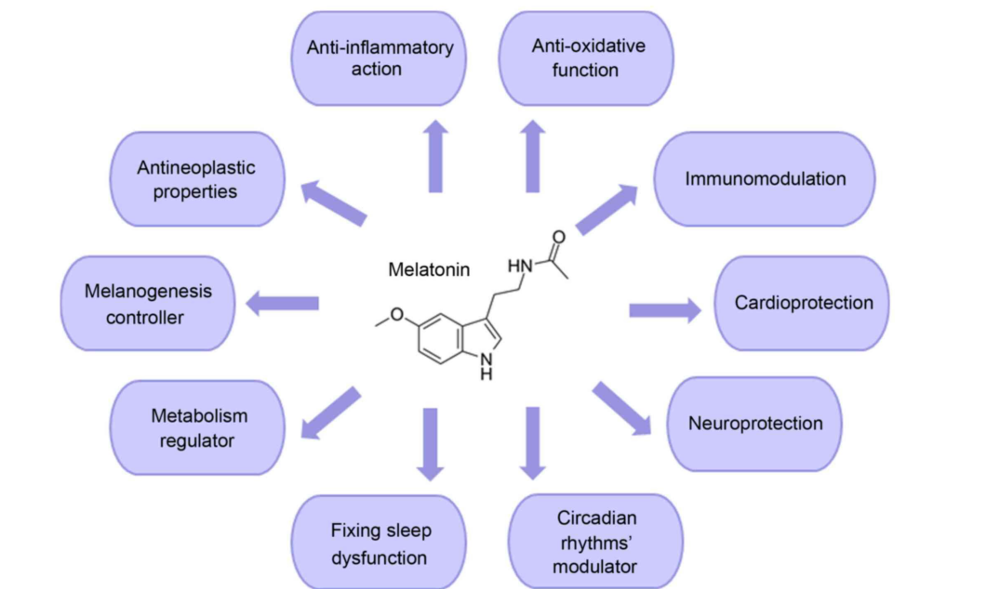 Anti-inflammatory
action
Anti-oxidative
function
Antineoplastic
properties
Immunomodulation
Melatonin
O
HN
O
N
H
Melanogenesis
controller
Cardioprotection
Metabolism
regulator
Neuroprotection
Fixing sleep
dysfunction
Circadian
rhythms’
modulator